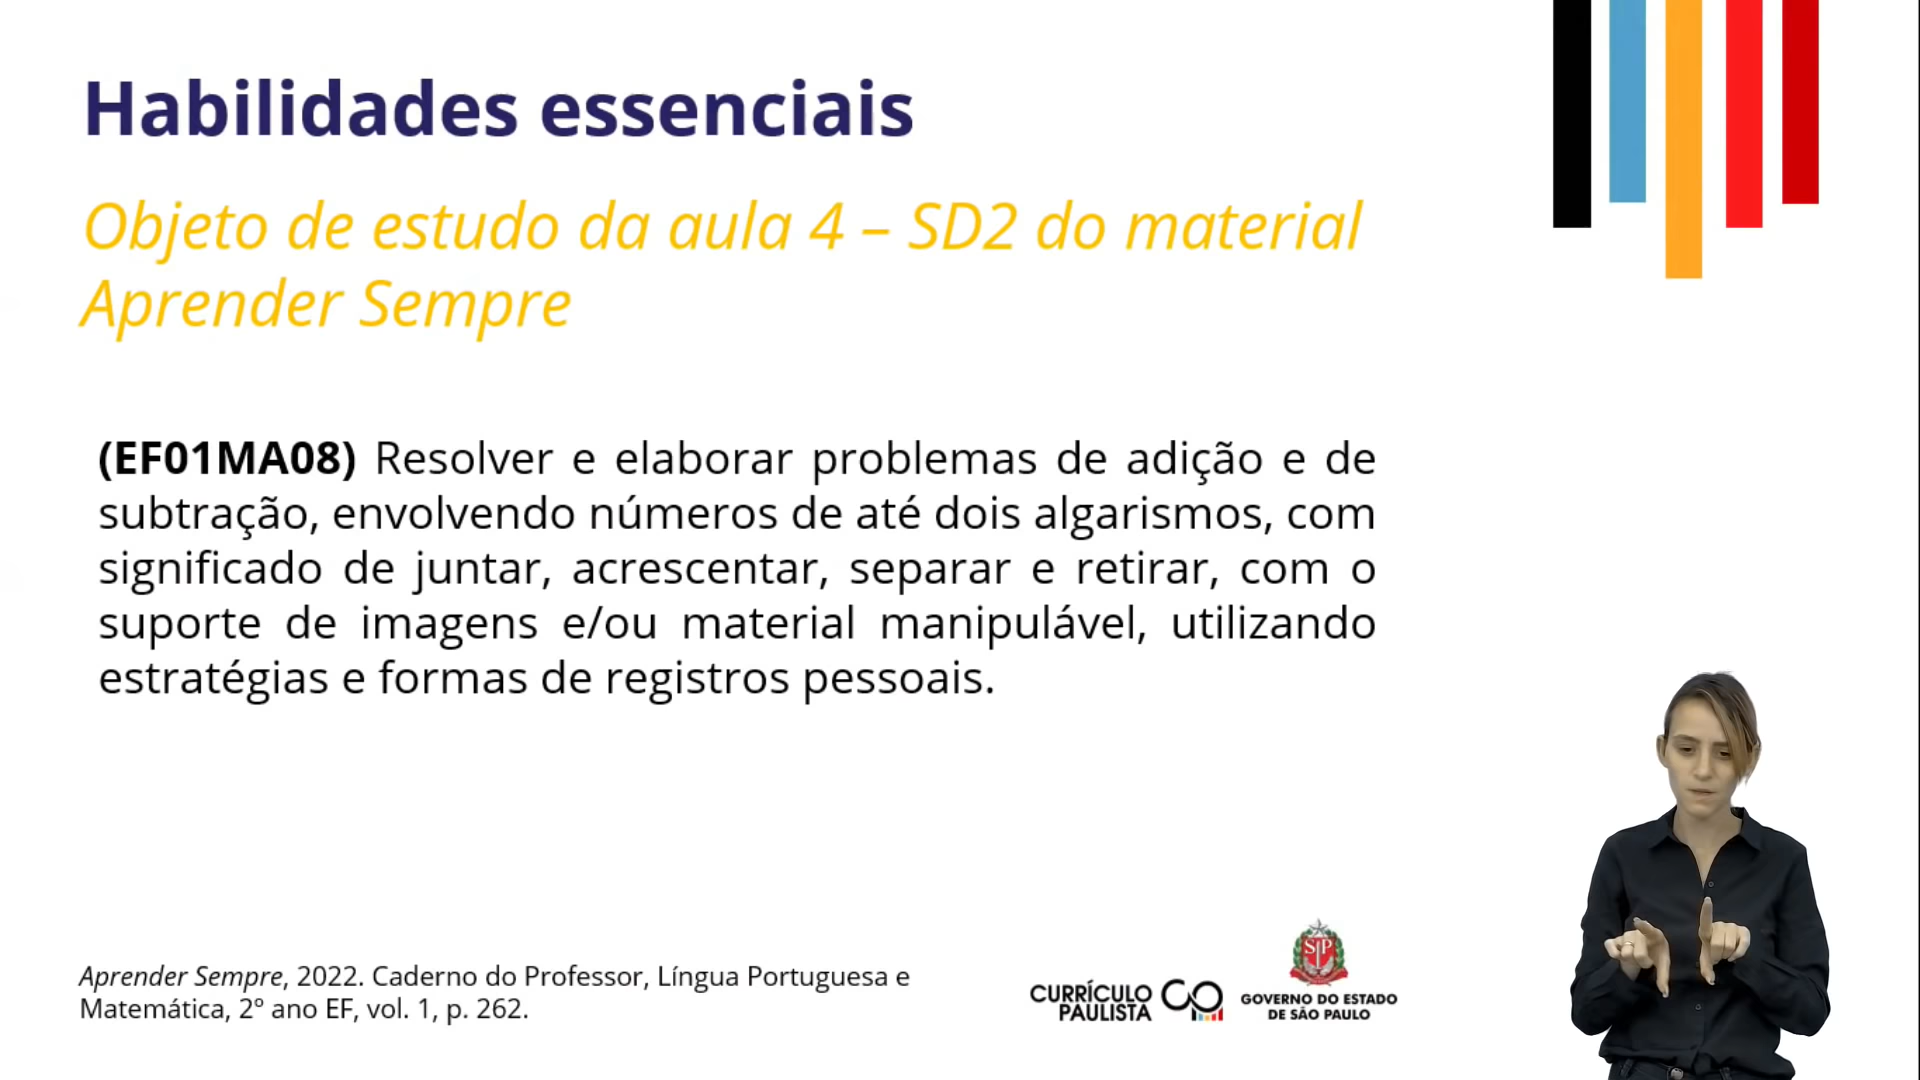 Habilidades essenciais
Objeto de estudo da aula 4 – SD2 do material
Aprender Sempre
(EF01MA08) Resolver e elaborar problemas de adição e de
subtração, envolvendo números de até dois algarismos, com
significado de juntar, acrescentar, separar e retirar, com o
suporte de imagens e/ou material manipulável, utilizando
estratégias e formas de registros pessoais.
Aprender Sempre, 2022. Caderno do Professor, Língua Portuguesa e
Matemática, 2º ano EF, vol. 1, p. 262.
CURRÍCULO
PAULISTA
SP
GOVERNO DO ESTADO
DE SÃO PAULO